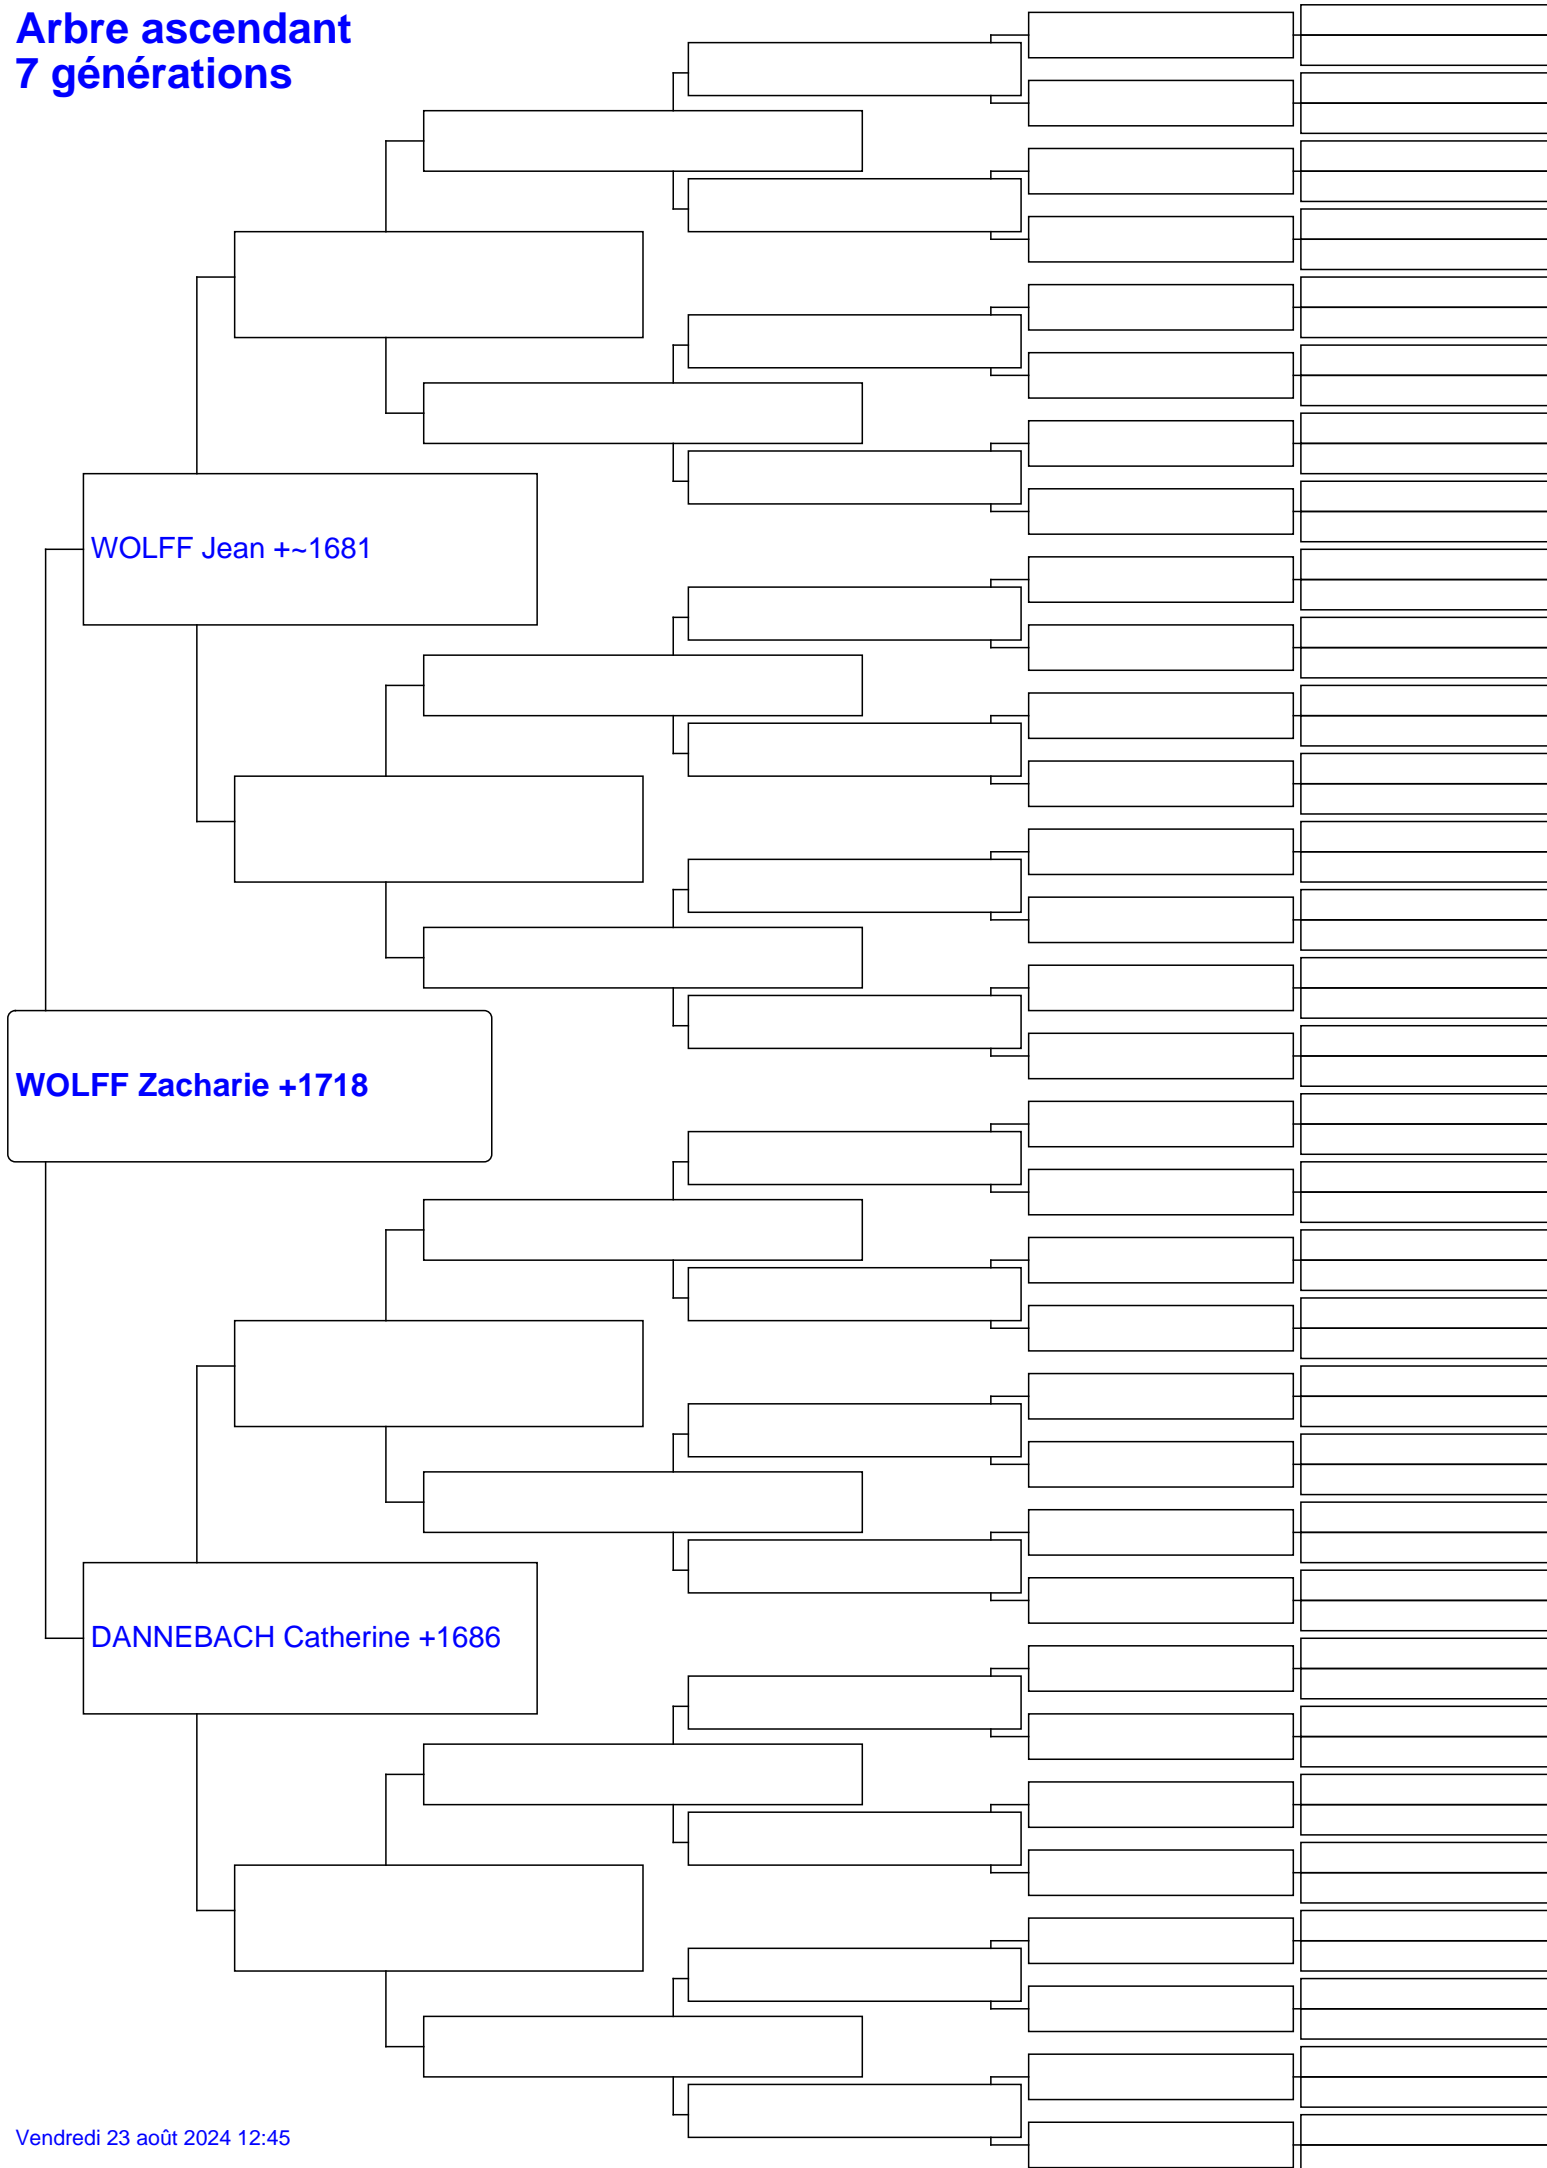 Arbre ascendant
7 générations
WOLFF Jean +~1681
WOLFF Zacharie +1718
DANNEBACH Catherine +1686
Vendredi 23 août 2024 12:45